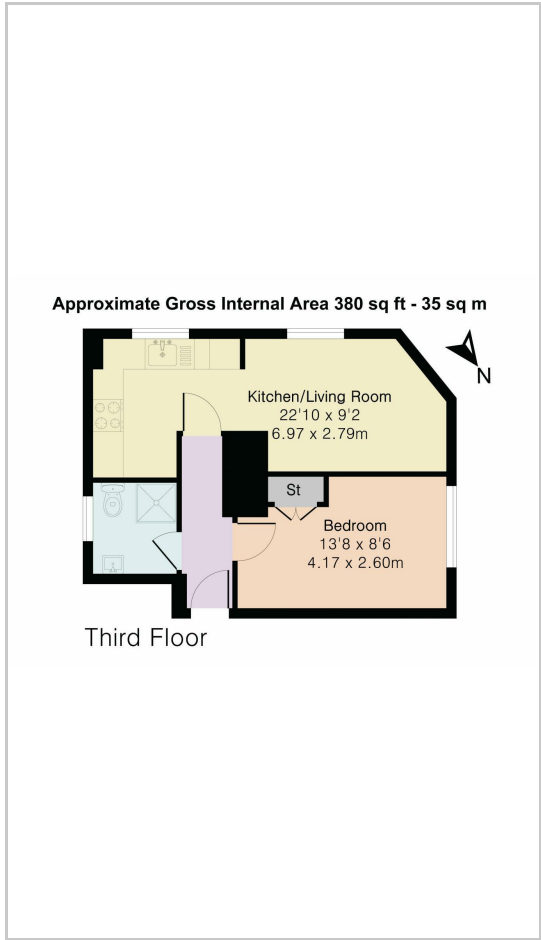 Approximate Gross Internal Area 380 sq ft - 35 sq m
N
Kitchen/Living Room
22'10 x 9'2
6.97 x 2.79m
St
Bedroom
13'8 x 8'6
4.17 x 2.60m
Third Floor